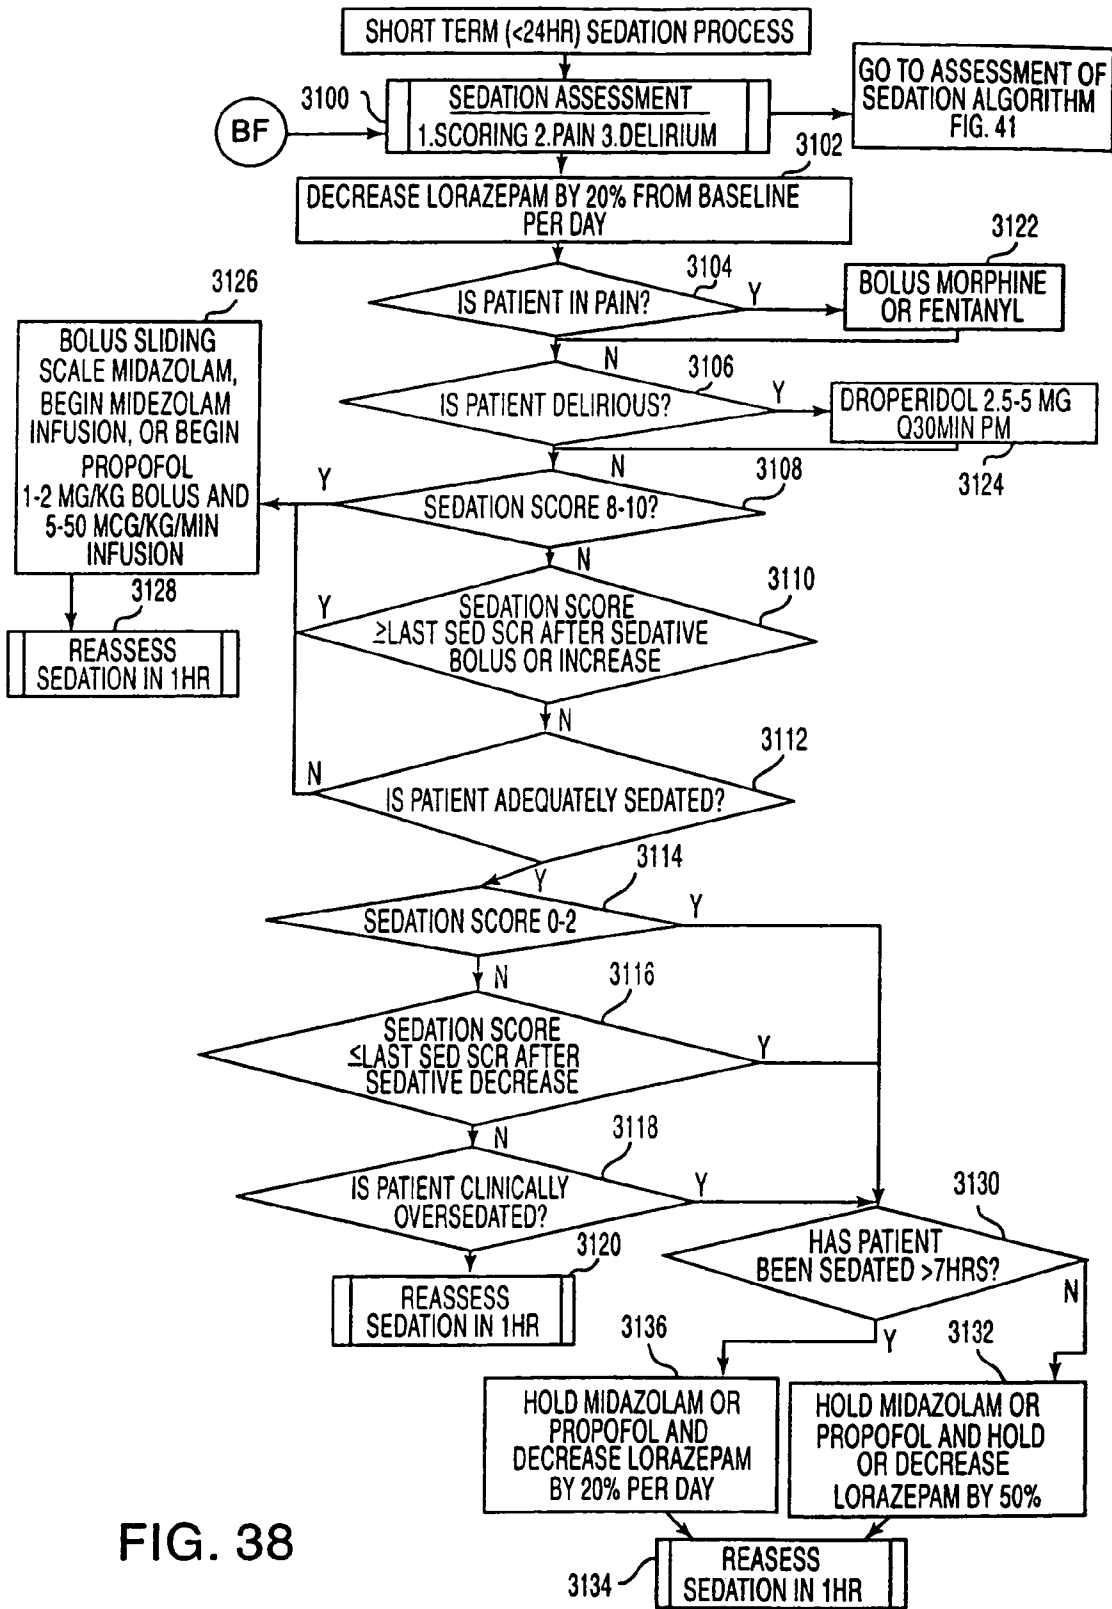 SHORT TERM (<24HR) SEDATION PROCESS
3100
SEDATION ASSESSMENT
1.SCORING 2.PAIN 3.DELIRIUM
GO TO ASSESSMENT OF
SEDATION ALGORITHM
FIG. 41
BF
3102
DECREASE LORAZEPAM BY 20% FROM BASELINE
PER DAY
3104
IS PATIENT IN PAIN?
Y
3122
BOLUS MORPHINE
OR FENTANYL
N
3106
IS PATIENT DELIRIOUS?
Y
DROPERIDOL 2.5-5 MG
Q30MIN PM
3124
N
3108
SEDATION SCORE 8-10?
Y
3126
BOLUS SLIDING
SCALE MIDAZOLAM,
BEGIN MIDEZOLAM
INFUSION, OR BEGIN
PROPOFOL
1-2 MG/KG BOLUS AND
5-50 MCG/KG/MIN
INFUSION
3128
REASSESS
SEDATION IN 1HR
N
3110
Y
SEDATION SCORE
≥LAST SED SCR AFTER SEDATIVE
BOLUS OR INCREASE
N
3112
N
IS PATIENT ADEQUATELY SEDATED?
Y
3114
SEDATION SCORE 0-2
Y
N
3116
SEDATION SCORE
≤LAST SED SCR AFTER
SEDATIVE DECREASE
Y
N
3118
IS PATIENT CLINICALLY
OVERSEDATED?
Y
3120
REASSESS
SEDATION IN 1HR
3130
HAS PATIENT
BEEN SEDATED >7HRS?
N
Y
3136
HOLD MIDAZOLAM OR
PROPOFOL AND
DECREASE LORAZEPAM
BY 20% PER DAY
3132
HOLD MIDAZOLAM OR
PROPOFOL AND HOLD
OR DECREASE
LORAZEPAM BY 50%
3134
REASESS
SEDATION IN 1HR
FIG. 38